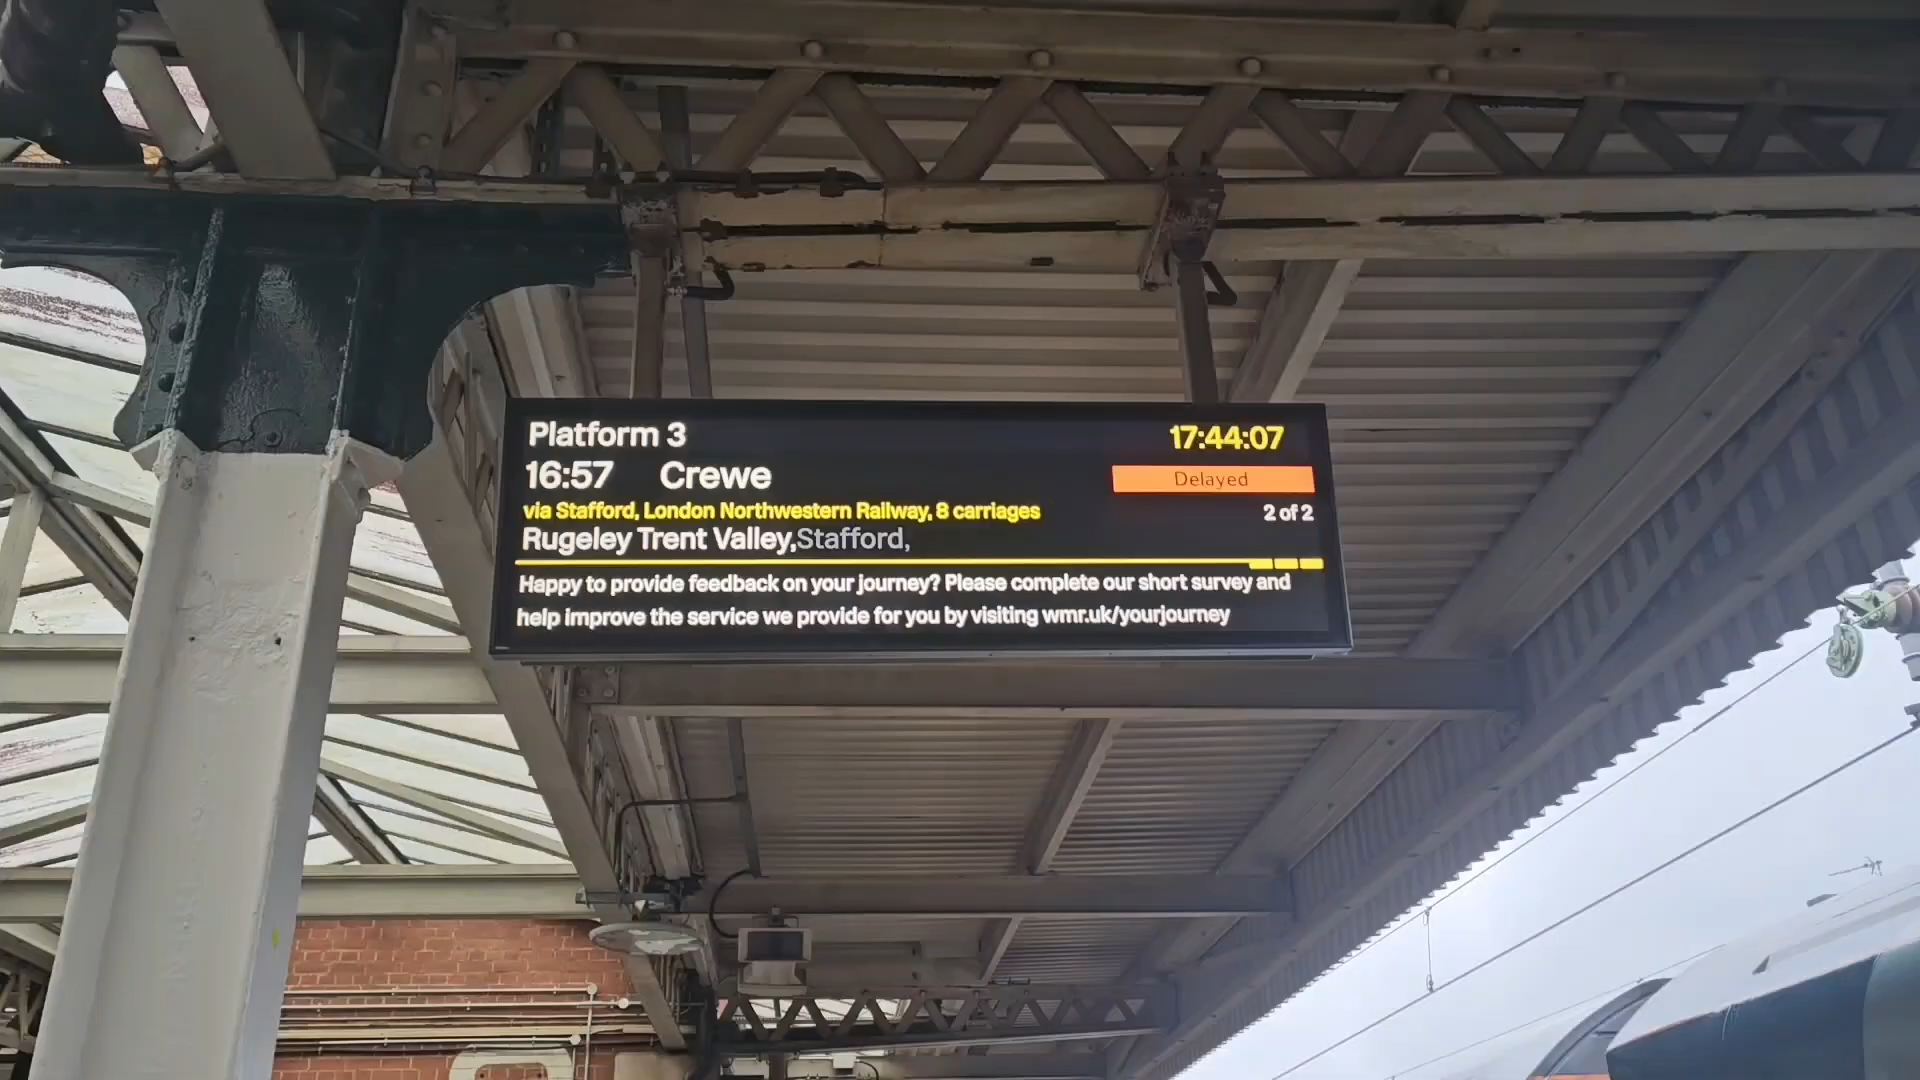 Platform 3 17:44:07
16:57 Crewe Delayed
via Stafford, London Northwestern Railway, 8 carriages 2 of 2
Rugeley Trent Valley,Stafford,
Happy to provide feedback on your journey? Please complete our short survey and
help improve the service we provide for you by visiting wmr.uk/yourjourney